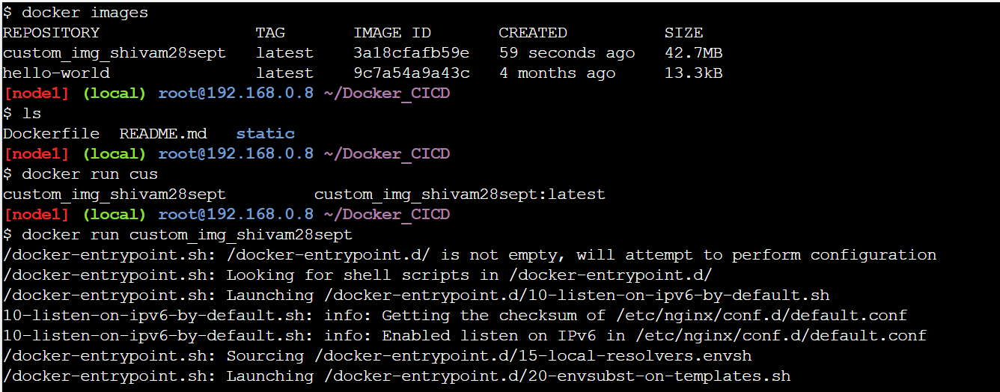 $ docker images
REPOSITORY TAG IMAGE ID CREATED SIZE
custom_img_shivam28sept latest 3a18cfafb59e 59 seconds ago 42.7MB
hello-world latest 9c7a54a9a43c 4 months ago 13.3kB
[node1] (local) root@192.168.0.8 ~/Docker_CICD
$ ls
Dockerfile README.md static
[node1] (local) root@192.168.0.8 ~/Docker_CICD
$ docker run cus
custom_img_shivam28sept custom_img_shivam28sept:latest
[node1] (local) root@192.168.0.8 ~/Docker_CICD
$ docker run custom_img_shivam28sept
/docker-entrypoint.sh: /docker-entrypoint.d/ is not empty, will attempt to perform configuration
/docker-entrypoint.sh: Looking for shell scripts in /docker-entrypoint.d/
/docker-entrypoint.sh: Launching /docker-entrypoint.d/10-listen-on-ipv6-by-default.sh
10-listen-on-ipv6-by-default.sh: info: Getting the checksum of /etc/nginx/conf.d/default.conf
10-listen-on-ipv6-by-default.sh: info: Enabled listen on IPv6 in /etc/nginx/conf.d/default.conf
/docker-entrypoint.sh: Sourcing /docker-entrypoint.d/15-local-resolvers.envsh
/docker-entrypoint.sh: Launching /docker-entrypoint.d/20-envsubst-on-templates.sh